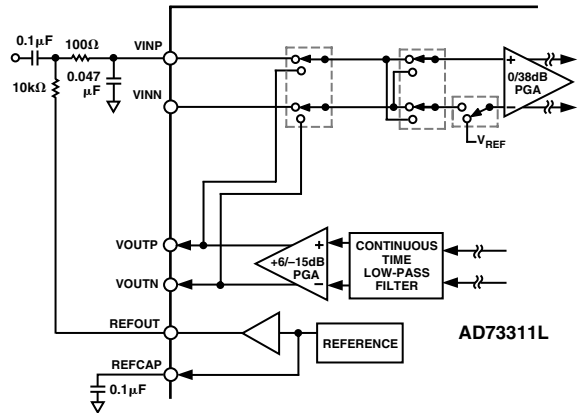 0.1μF
100Ω
VINP
0.047
μF
10kΩ
VINN
+
0/38dB
PGA
−
VREF
VOUTP
+
+6/−15dB
PGA
−
CONTINUOUS
TIME
LOW-PASS
FILTER
VOUTN
REFOUT
REFERENCE
AD73311L
REFCAP
0.1μF